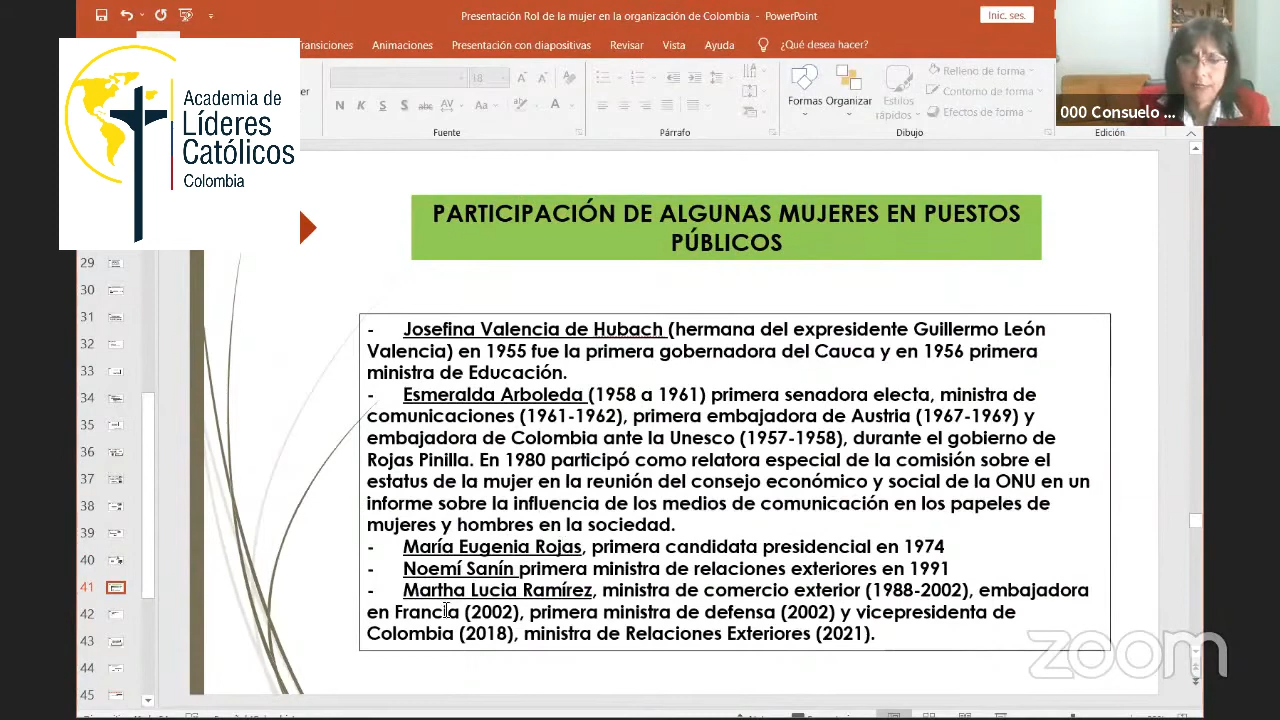 Presentación Rol de la mujer en la organización de Colombia - PowerPoint
Inic. ses.
Transiciones Animaciones Presentación con diapositivas Revisar Vista Ayuda ¿Qué desea hacer?
18
N K S S abc AV Aa A
Formas Organizar Estilos rápidos
Relleno de forma
Contorno de forma
Efectos de forma
Fuente Párrafo Dibujo Edición
000 Consuelo ...
Academia de
Líderes
Católicos
Colombia
PARTICIPACIÓN DE ALGUNAS MUJERES EN PUESTOS
PÚBLICOS
29
30
31
32
33
34
35
36
37
38
39
40
41
42
43
44
45
- Josefina Valencia de Hubach (hermana del expresidente Guillermo León
Valencia) en 1955 fue la primera gobernadora del Cauca y en 1956 primera
ministra de Educación.
- Esmeralda Arboleda (1958 a 1961) primera senadora electa, ministra de
comunicaciones (1961-1962), primera embajadora de Austria (1967-1969) y
embajadora de Colombia ante la Unesco (1957-1958), durante el gobierno de
Rojas Pinilla. En 1980 participó como relatora especial de la comisión sobre el
estatus de la mujer en la reunión del consejo económico y social de la ONU en un
informe sobre la influencia de los medios de comunicación en los papeles de
mujeres y hombres en la sociedad.
- María Eugenia Rojas, primera candidata presidencial en 1974
- Noemí Sanín primera ministra de relaciones exteriores en 1991
- Martha Lucia Ramírez, ministra de comercio exterior (1988-2002), embajadora
en Francia (2002), primera ministra de defensa (2002) y vicepresidenta de
Colombia (2018), ministra de Relaciones Exteriores (2021).
zoom